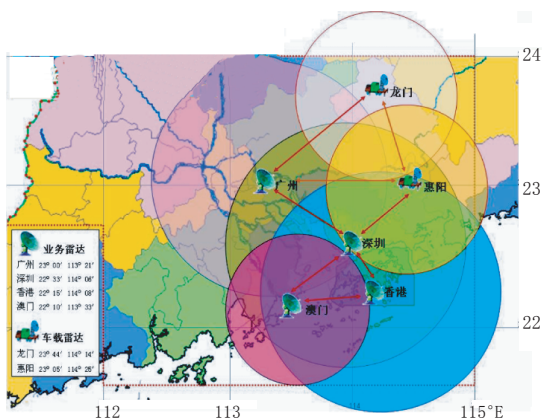 24
龙门
广州
惠阳
23
深圳
香港
澳门
22
业务雷达
广州 23° 03′ 113° 21′
深圳 22° 33′ 114° 06′
香港 22° 15′ 114° 08′
澳门 22° 10′ 113° 33′
车载雷达
龙门 23° 44′ 114° 14′
惠阳 23° 05′ 114° 28′
112
113
114
115°E